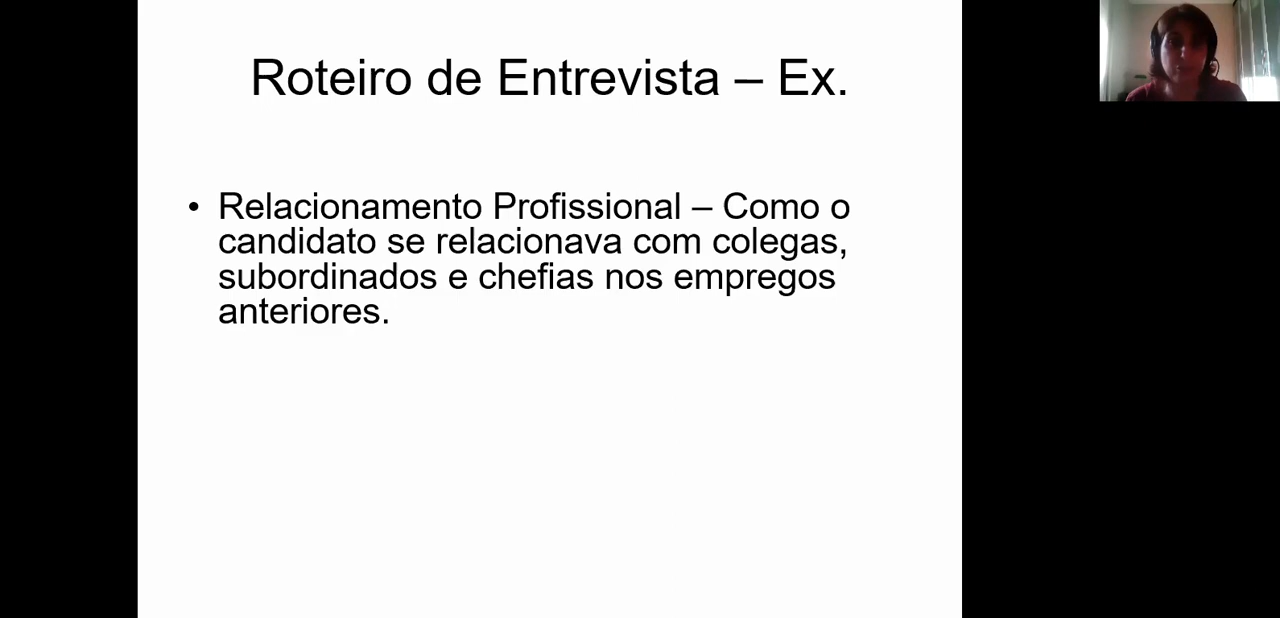 Roteiro de Entrevista – Ex.
• Relacionamento Profissional – Como o
candidato se relacionava com colegas,
subordinados e chefias nos empregos
anteriores.